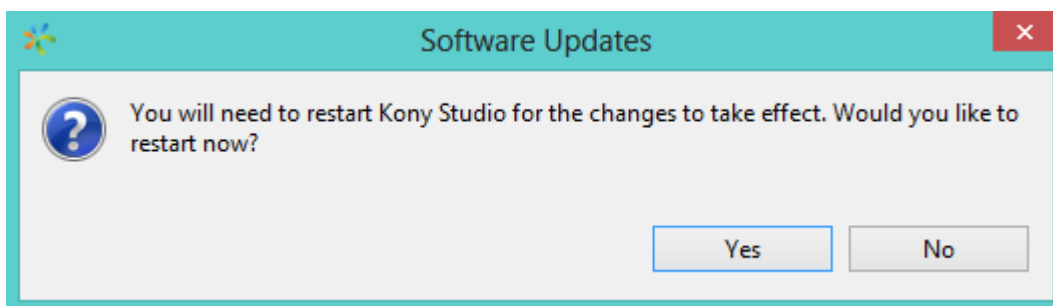 Software Updates
You will need to restart Kony Studio for the changes to take effect. Would you like to
restart now?
Yes
No